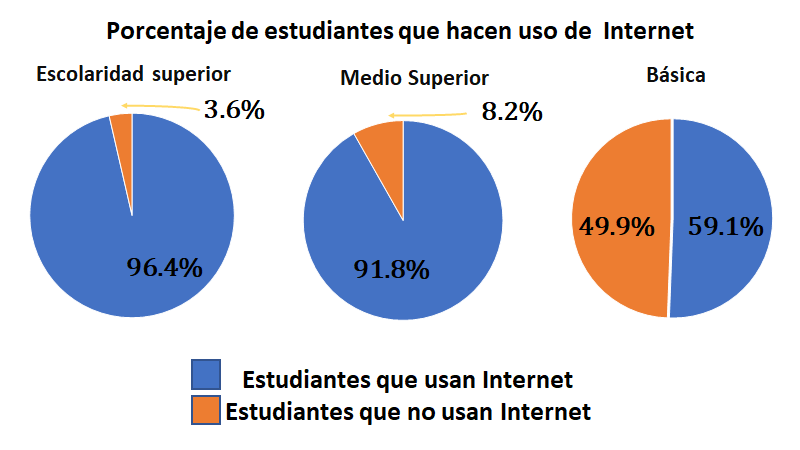 Porcentaje de estudiantes que hacen uso de Internet
Escolaridad superior
3.6%
96.4%
Medio Superior
8.2%
91.8%
Básica
49.9%
59.1%
Estudiantes que usan Internet
Estudiantes que no usan Internet